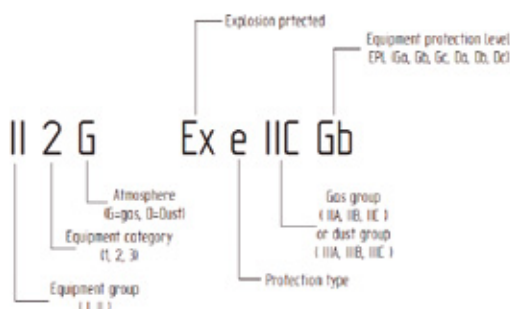 Explosion prtected
Equipment protection level
EPL (Ga, Gb, Gc, Da, Db, Dc)
II 2 G Ex e IIC Gb
Atmosphere
(G=gas, D=Dust)
Equipment category
(1, 2, 3)
Equipment group
Gas group
( IIA, IIB, IIC )
or dust group
( IIIA, IIIB, IIIC )
Protection type